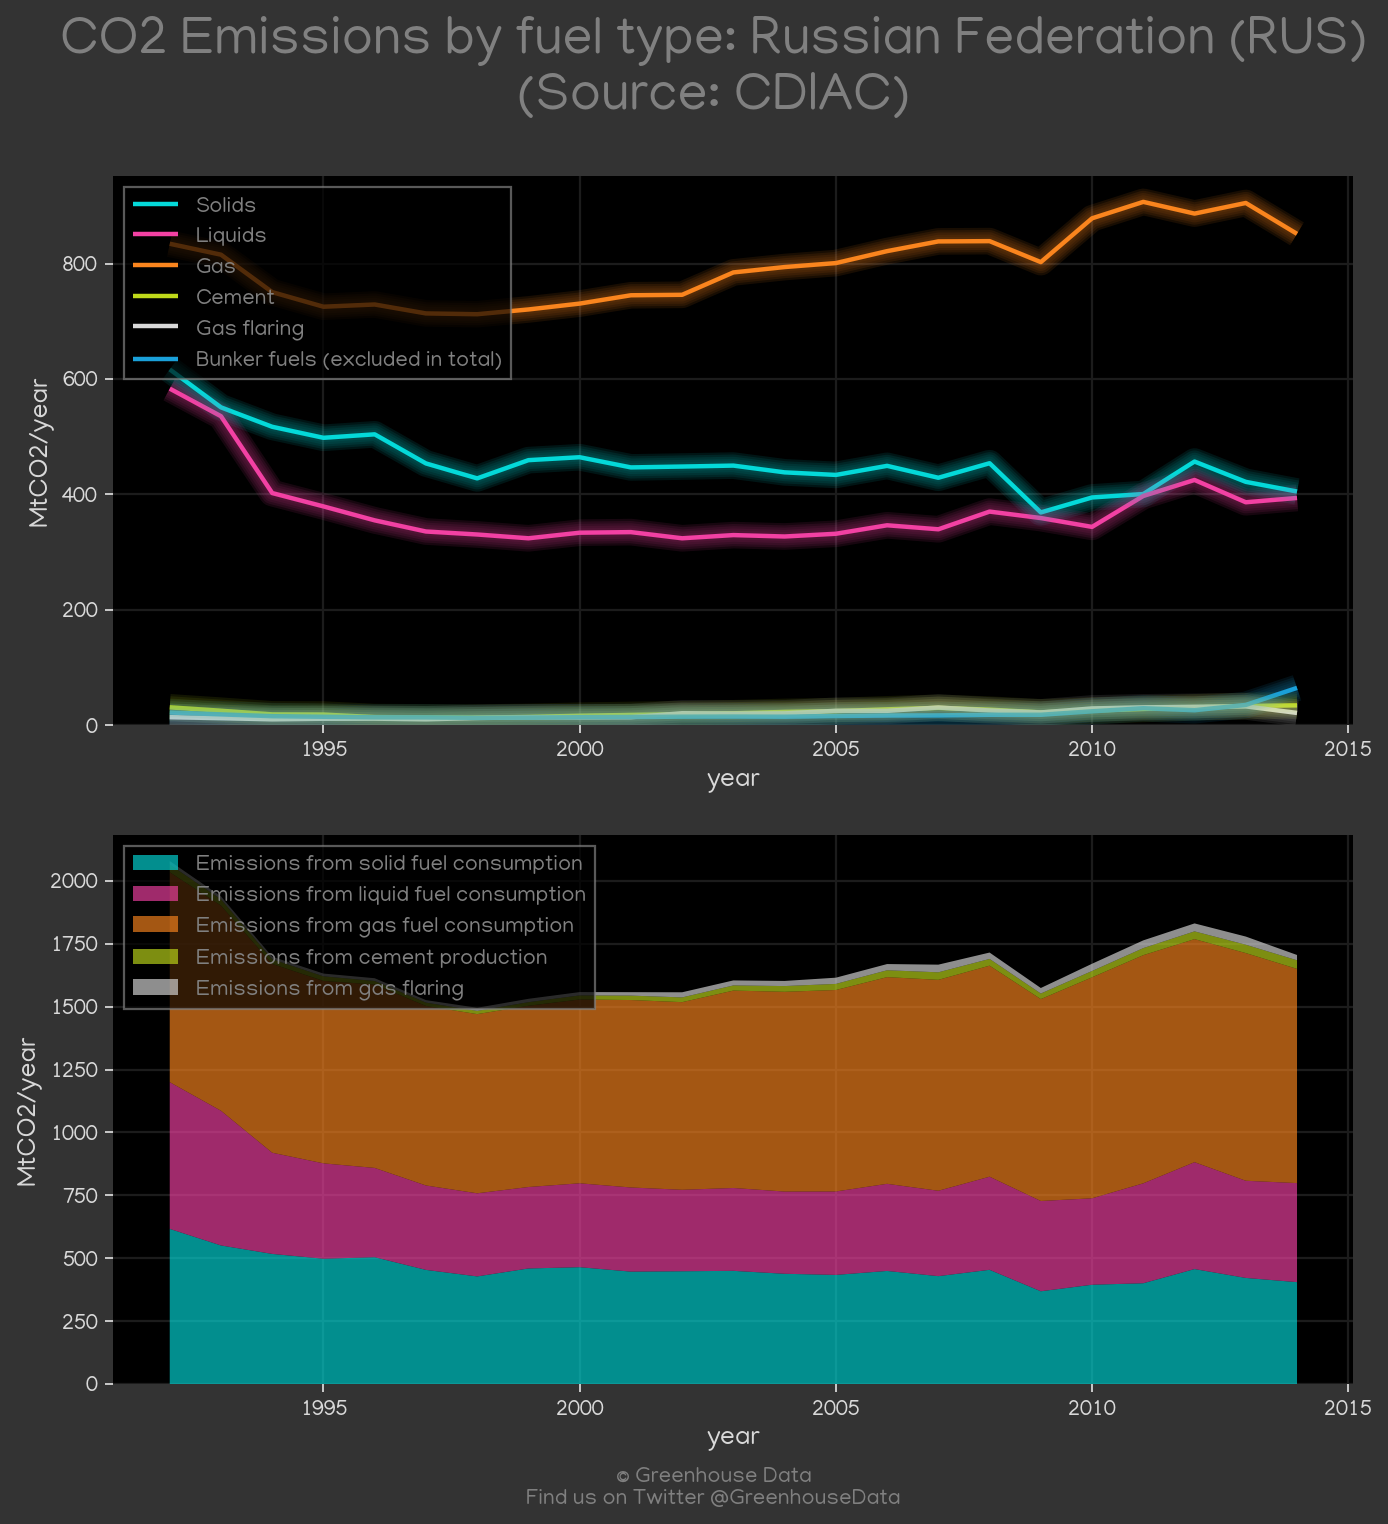 CO2 Emissions by fuel type: Russian Federation (RUS)
(Source: CDIAC)
Solids
Liquids
Gas
Cement
Gas flaring
Bunker fuels (excluded in total)
800
600
400
200
0
MtCO2/year
1995 2000 2005 2010 2015
year
Emissions from solid fuel consumption
Emissions from liquid fuel consumption
Emissions from gas fuel consumption
Emissions from cement production
Emissions from gas flaring
2000
1750
1500
1250
1000
750
500
250
0
MtCO2/year
1995 2000 2005 2010 2015
year
© Greenhouse Data
Find us on Twitter @GreenhouseData